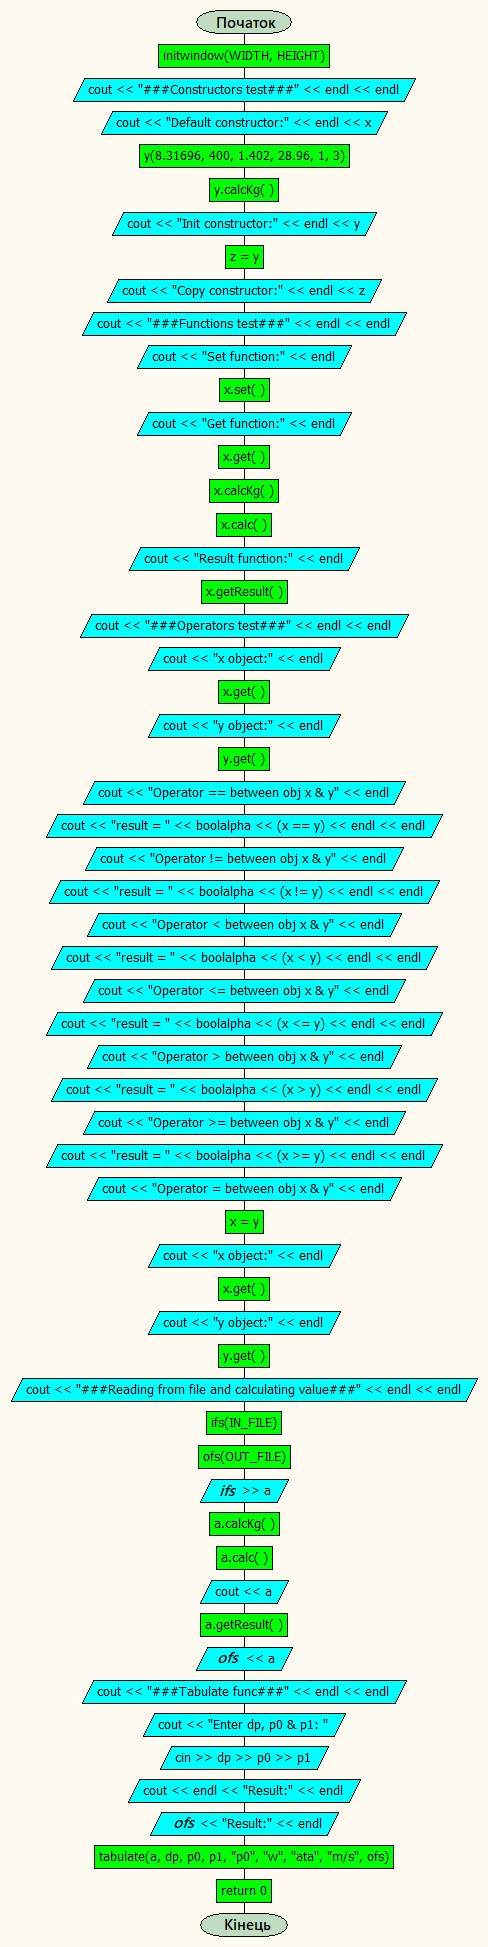 Початок
initwindow(WIDTH, HEIGHT)
cout << "###Constructors test###" << endl << endl
cout << "Default constructor:" << endl << x
y(8.31696, 400, 1.402, 28.96, 1, 3)
y.calcKg( )
cout << "Init constructor:" << endl << y
z = y
cout << "Copy constructor:" << endl << z
cout << "###Functions test###" << endl << endl
cout << "Set function:" << endl
x.set( )
cout << "Get function:" << endl
x.get( )
x.calcKg( )
x.calc( )
cout << "Result function:" << endl
x.getResult( )
cout << "###Operators test###" << endl << endl
cout << "x object:" << endl
x.get( )
cout << "y object:" << endl
y.get( )
cout << "Operator == between obj x & y" << endl
cout << "result = " << boolalpha << (x == y) << endl << endl
cout << "Operator != between obj x & y" << endl
cout << "result = " << boolalpha << (x != y) << endl << endl
cout << "Operator < between obj x & y" << endl
cout << "result = " << boolalpha << (x < y) << endl << endl
cout << "Operator <= between obj x & y" << endl
cout << "result = " << boolalpha << (x <= y) << endl << endl
cout << "Operator > between obj x & y" << endl
cout << "result = " << boolalpha << (x > y) << endl << endl
cout << "Operator >= between obj x & y" << endl
cout << "result = " << boolalpha << (x >= y) << endl << endl
cout << "Operator = between obj x & y" << endl
x = y
cout << "x object:" << endl
x.get( )
cout << "y object:" << endl
y.get( )
cout << "###Reading from file and calculating value###" << endl << endl
ifs(IN_FILE)
ofs(OUT_FILE)
ifs >> a
a.calcKg( )
a.calc( )
cout << a
a.getResult( )
ofs << a
cout << "###Tabulate func###" << endl << endl
cout << "Enter dp, p0 & p1: "
cin >> dp >> p0 >> p1
cout << endl << "Result:" << endl
ofs << "Result:" << endl
tabulate(a, dp, p0, p1, "p0", "w", "ata", "m/s", ofs)
return 0
Кінець